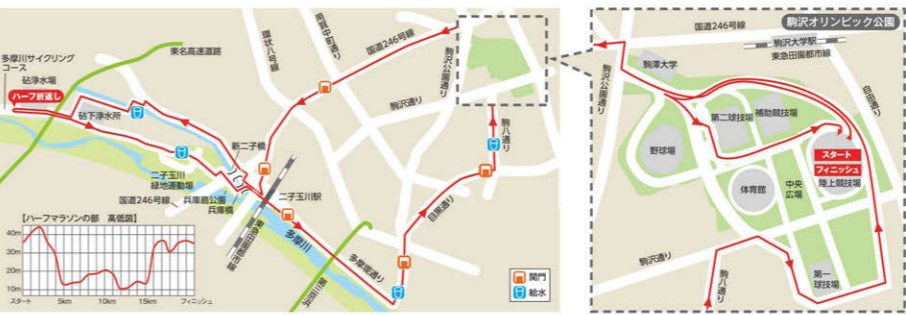 多摩川サイクリング
コース
砧浄水場
ハーフ折返し
東名高速道路
環状八号線
用賀中町通り
国道246号線
駒沢公園通り
駒沢通り
砧下浄水所
新二子橋
駒八通り
二子玉川
緑地運動場
兵庫島公園
兵庫橋
国道246号線
二子玉川駅
目黒通り
東急田園都市線
多摩川
多摩堤通り
第三京浜
【ハーフマラソンの部 高低図】
40m
30m
20m
10m
スタート
5km
10km
15km
フィニッシュ
関門
給水
駒沢オリンピック公園
国道246号線
駒沢大学駅
東急田園都市線
駒澤大学
駒沢公園通り
自由通り
第二球技場
補助競技場
野球場
スタート
フィニッシュ
陸上競技場
体育館
中央
広場
駒沢通り
駒八通り
第一
球技場